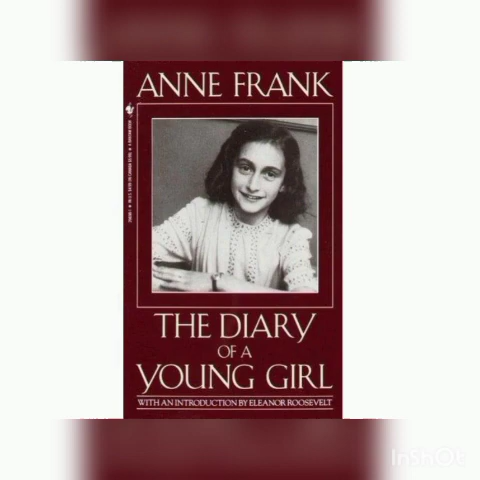 ANNE FRANK
THE DIARY
OF A
YOUNG GIRL
WITH AN INTRODUCTION BY ELEANOR ROOSEVELT
InShOt